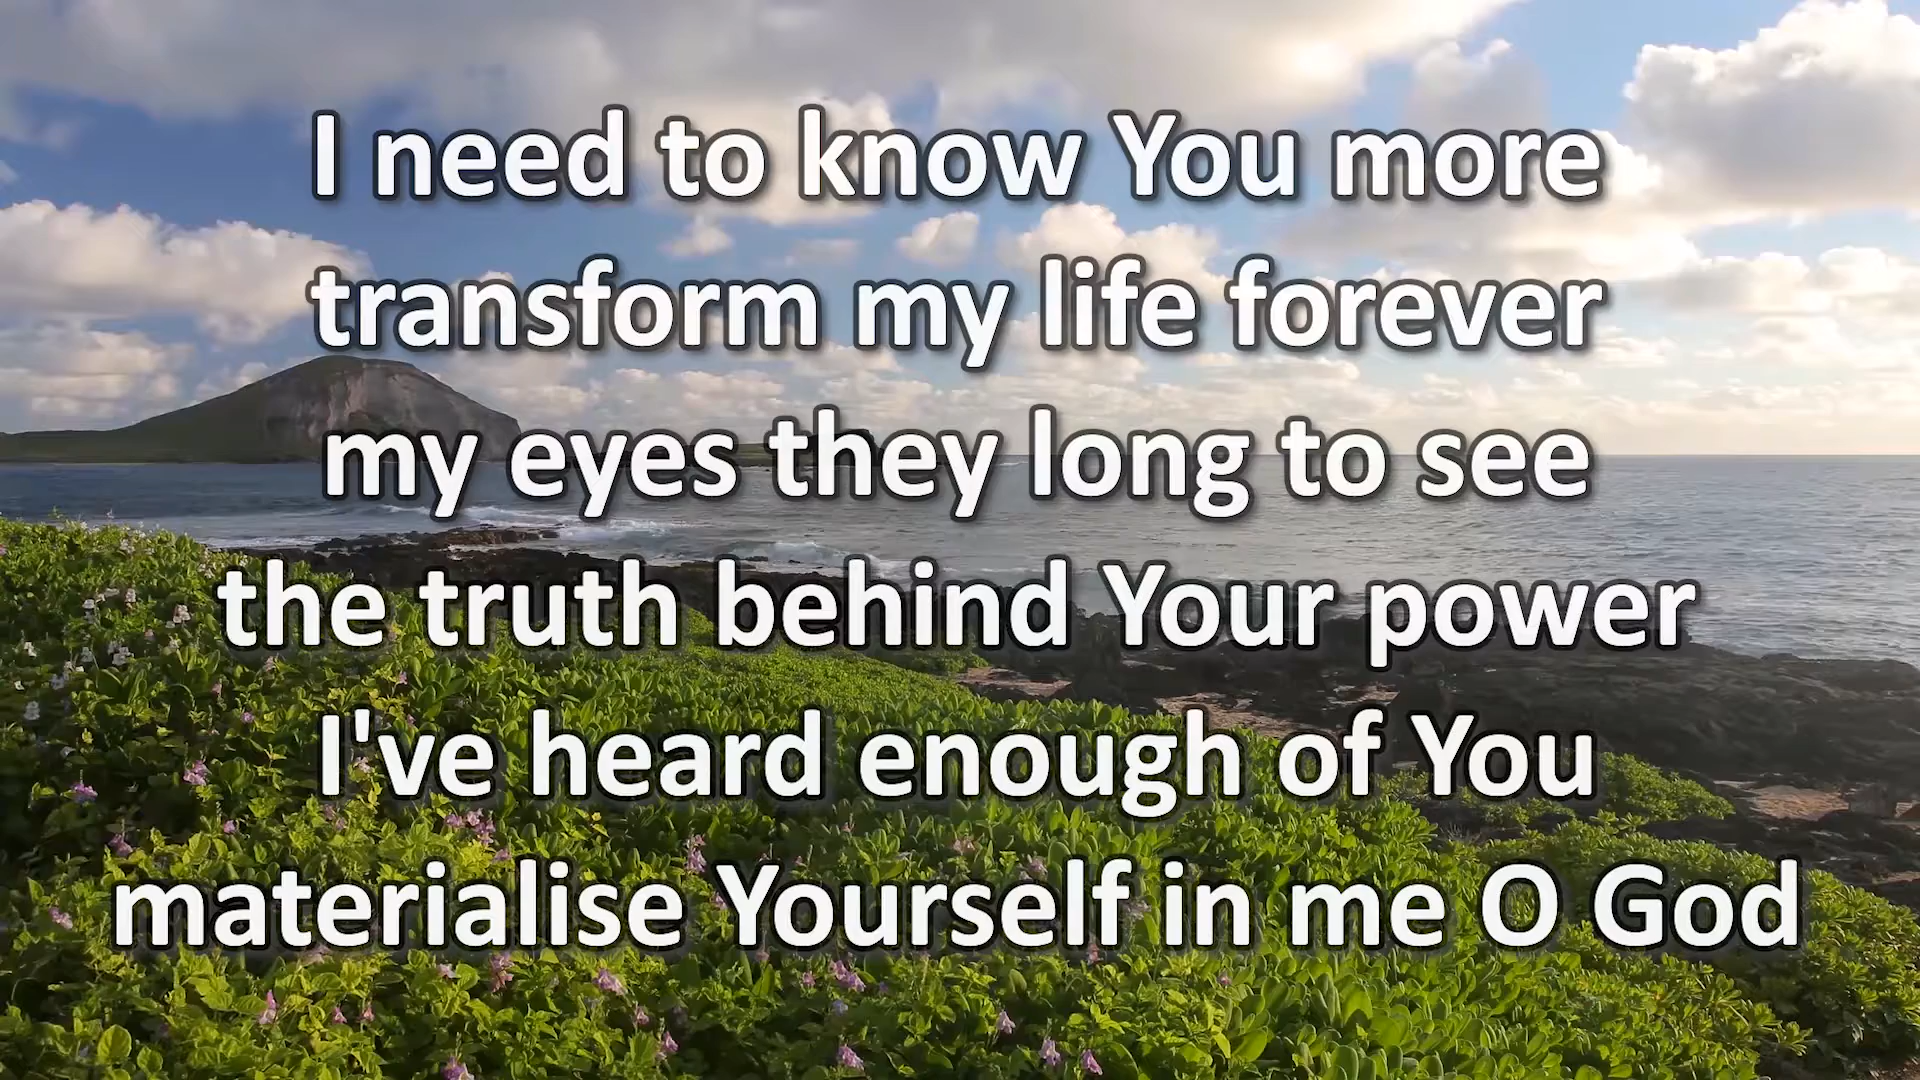 I need to know You more
transform my life forever
my eyes they long to see
the truth behind Your power
I've heard enough of You
materialise Yourself in me O God